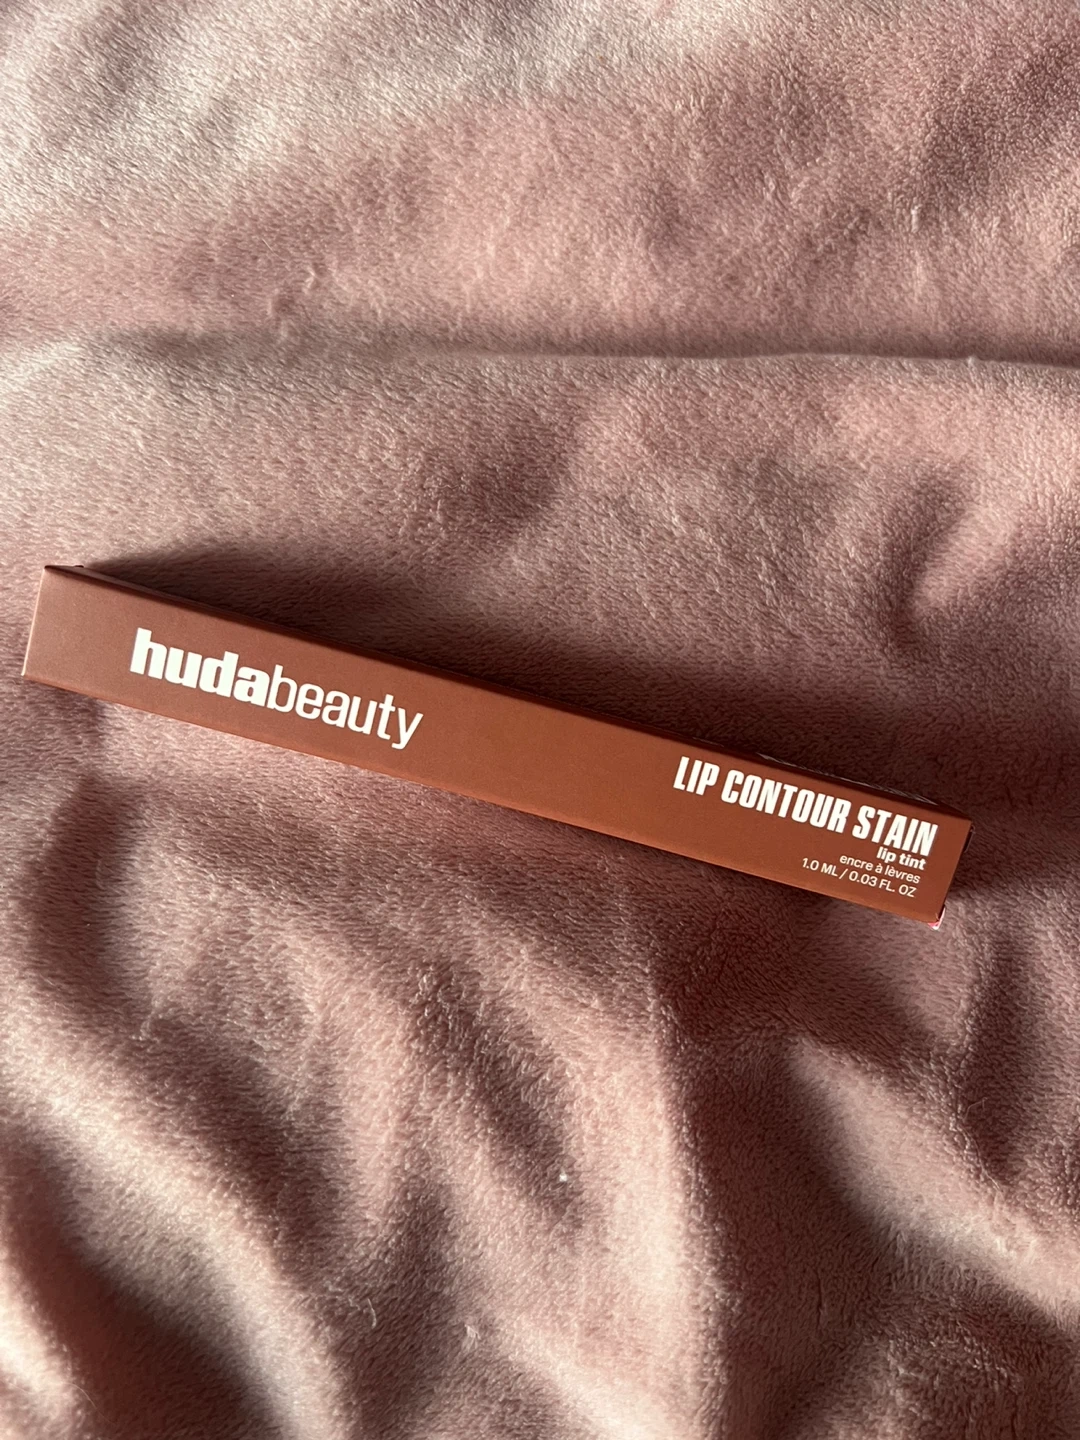 hudabeauty
LIP CONTOUR STAIN
lip tint
encre à lèvres
1.0 ML / 0.03 FL. OZ